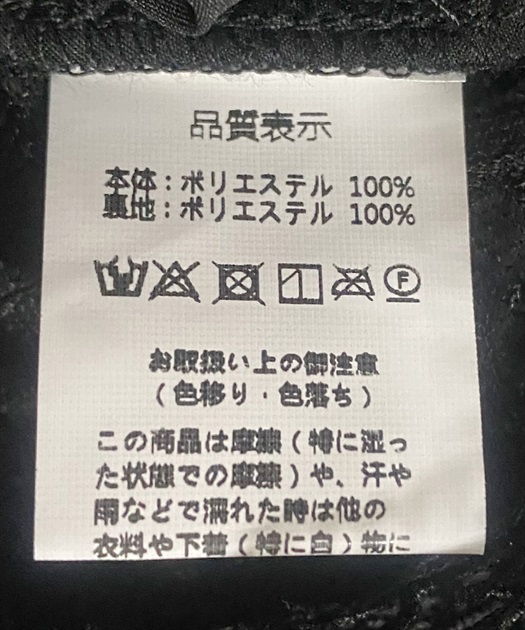 品質表示
本体：ポリエステル 100%
裏地：ポリエステル 100%
F
お取扱い上の御注意
（色移り・色落ち）
この商品は摩擦（特に湿っ
た状態での摩擦）や、汗や
雨などで濡れた時は他の
衣料や下着（特に白）物に